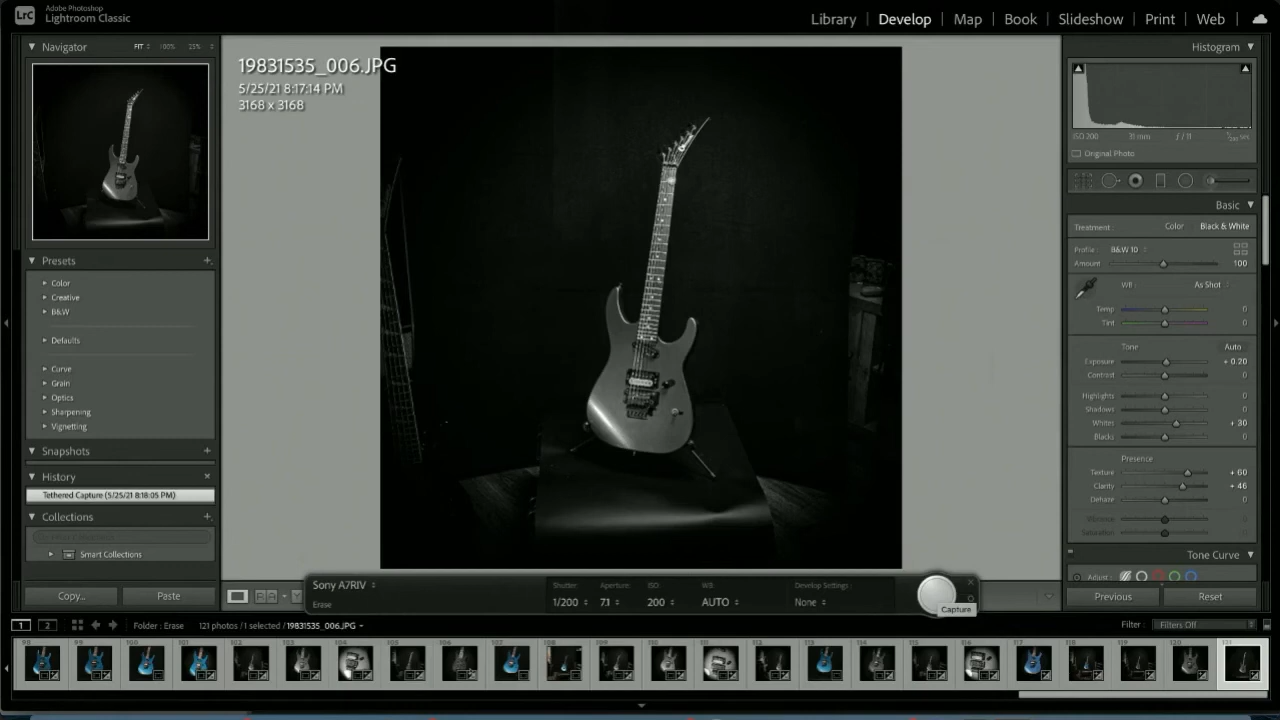 LrC
Adobe Photoshop
Lightroom Classic
Library Develop Map Book Slideshow Print Web
Navigator FIT 100% 25%
Presets
Color
Creative
B&W
Defaults
Curve
Grain
Optics
Sharpening
Vignetting
Snapshots
History
Tethered Capture (5/25/21 8:18:05 PM)
Collections
Smart Collections
Copy... Paste
19831535_006.JPG
5/25/21 8:17:14 PM
3168 x 3168
Sony A7RIV
Erase
Shutter: Aperture: ISO: WB: Develop Settings:
1/200 7.1 200 AUTO None
Capture
Histogram
ISO 200 31 mm ƒ / 11
Original Photo
Basic
Treatment: Color Black & White
Profile: B&W 10
Amount 100
WB: As Shot
Temp 0
Tint 0
Tone Auto
Exposure + 0.20
Contrast 0
Highlights 0
Shadows 0
Whites + 30
Blacks 0
Presence
Texture + 60
Clarity + 46
Dehaze 0
Vibrance
Saturation
Tone Curve
Adjust:
Previous Reset
1 2 Folder : Erase 121 photos / 1 selected / 19831535_006.JPG Filter : Filters Off